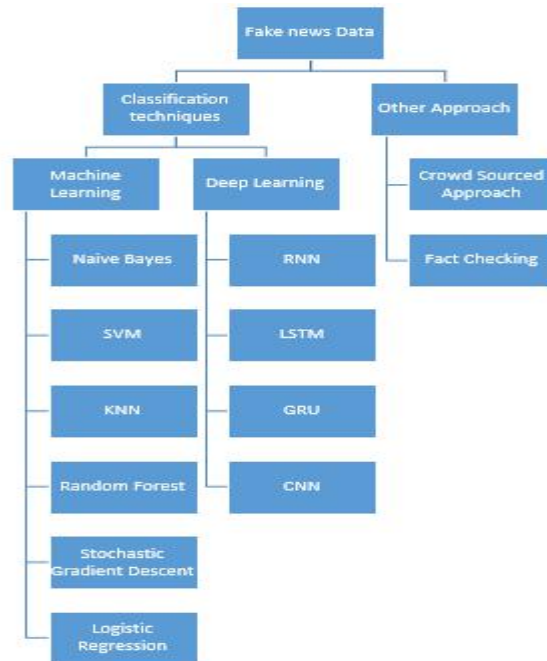 Fake news Data
Classification
techniques
Other Approach
Machine
Learning
Deep Learning
Crowd Sourced
Approach
Naïve Bayes
RNN
Fact Checking
SVM
LSTM
KNN
GRU
Random Forest
CNN
Stochastic
Gradient Descent
Logistic
Regression